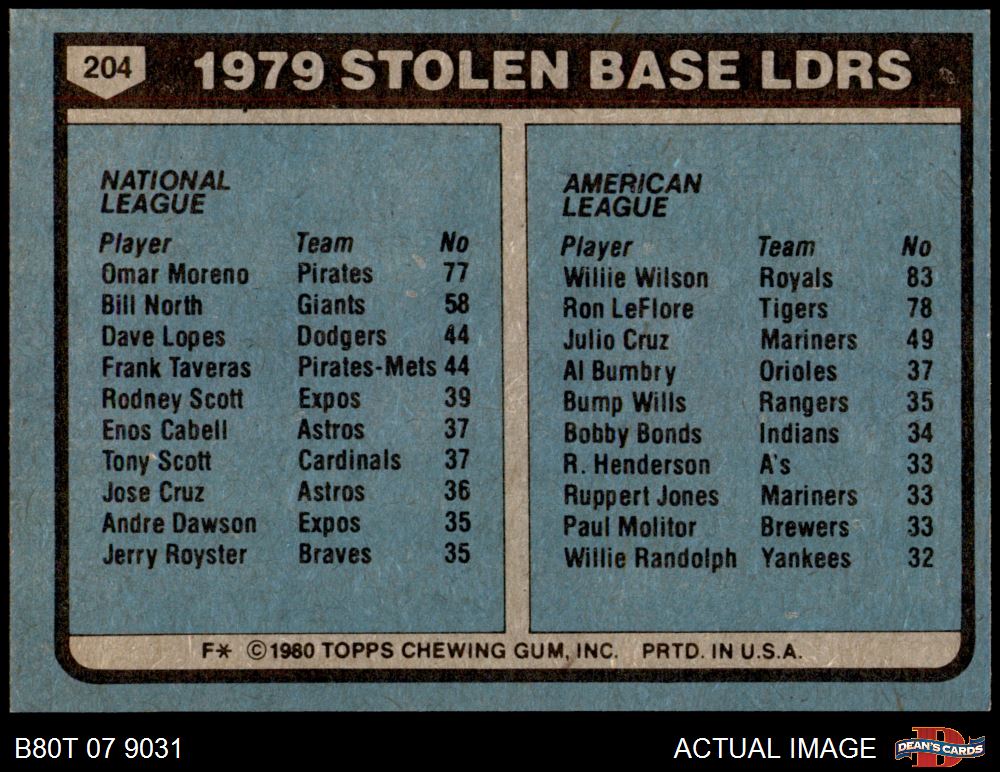 204
1979 STOLEN BASE LDRS
NATIONAL
LEAGUE
Player Team No
Omar Moreno Pirates 77
Bill North Giants 58
Dave Lopes Dodgers 44
Frank Taveras Pirates-Mets 44
Rodney Scott Expos 39
Enos Cabell Astros 37
Tony Scott Cardinals 37
Jose Cruz Astros 36
Andre Dawson Expos 35
Jerry Royster Braves 35
AMERICAN
LEAGUE
Player Team No
Willie Wilson Royals 83
Ron LeFlore Tigers 78
Julio Cruz Mariners 49
Al Bumbry Orioles 37
Bump Wills Rangers 35
Bobby Bonds Indians 34
R. Henderson A's 33
Ruppert Jones Mariners 33
Paul Molitor Brewers 33
Willie Randolph Yankees 32
F* ©1980 TOPPS CHEWING GUM, INC. PRTD. IN U.S.A.
B80T 07 9031
ACTUAL IMAGE
D
DEAN'S CARDS